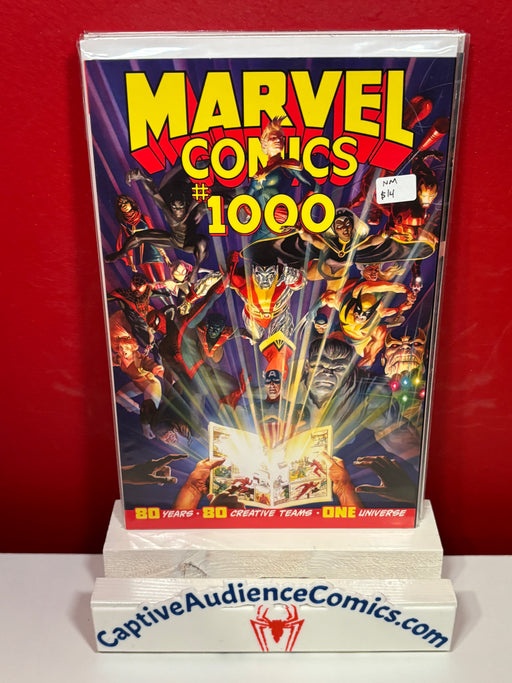 MARVEL
COMICS
#1000
NM
$14
80 YEARS • 80 CREATIVE TEAMS • ONE UNIVERSE
CaptiveAudienceComics.com